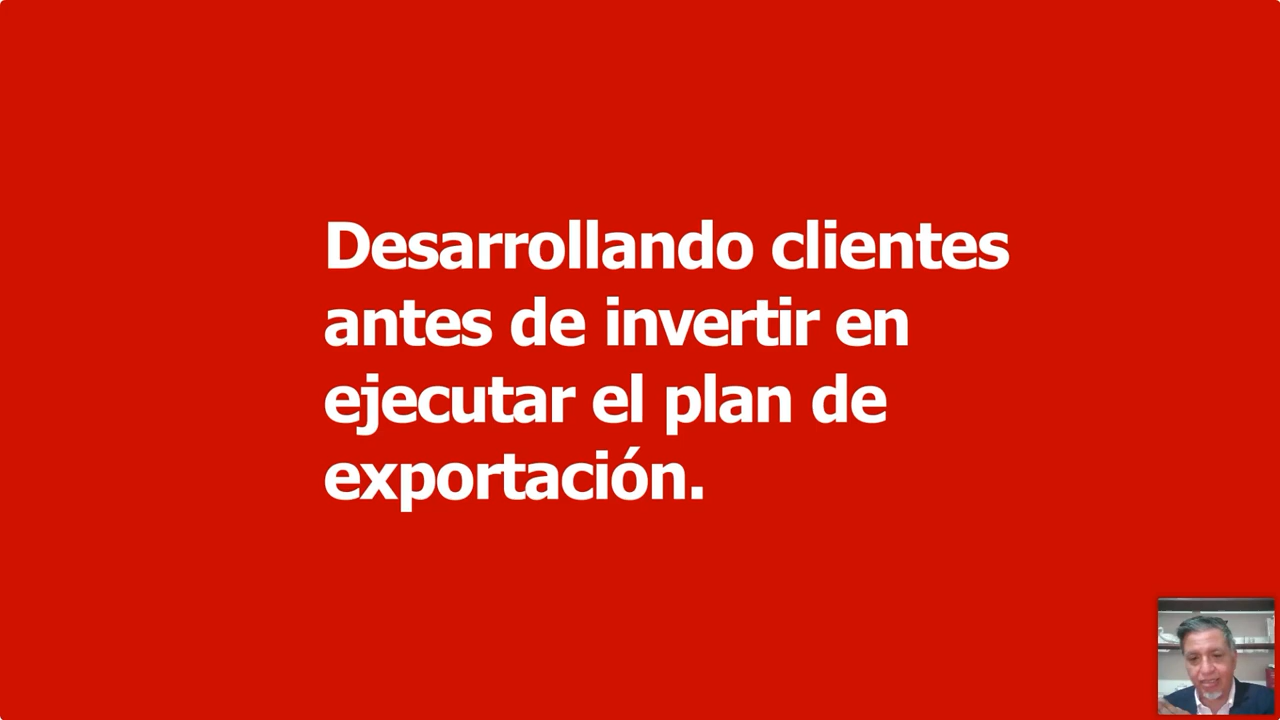 Desarrollando clientes
antes de invertir en
ejecutar el plan de
exportación.